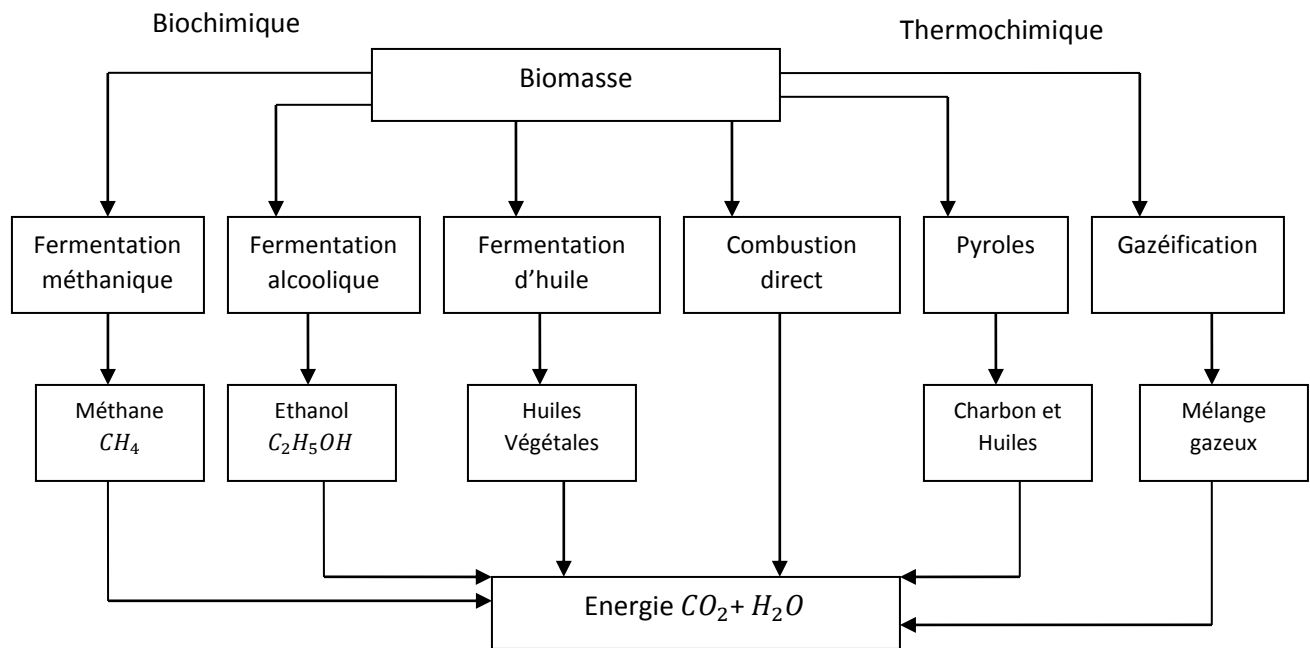 Biochimique
Thermochimique
Biomasse
Fermentation
méthanique
Fermentation
alcoolique
Fermentation
d’huile
Combustion
direct
Pyroles
Gazéification
Méthane
CH₄
Ethanol
C₂H₅OH
Huiles
Végétales
Charbon et
Huiles
Mélange
gazeux
Energie CO₂+ H₂O